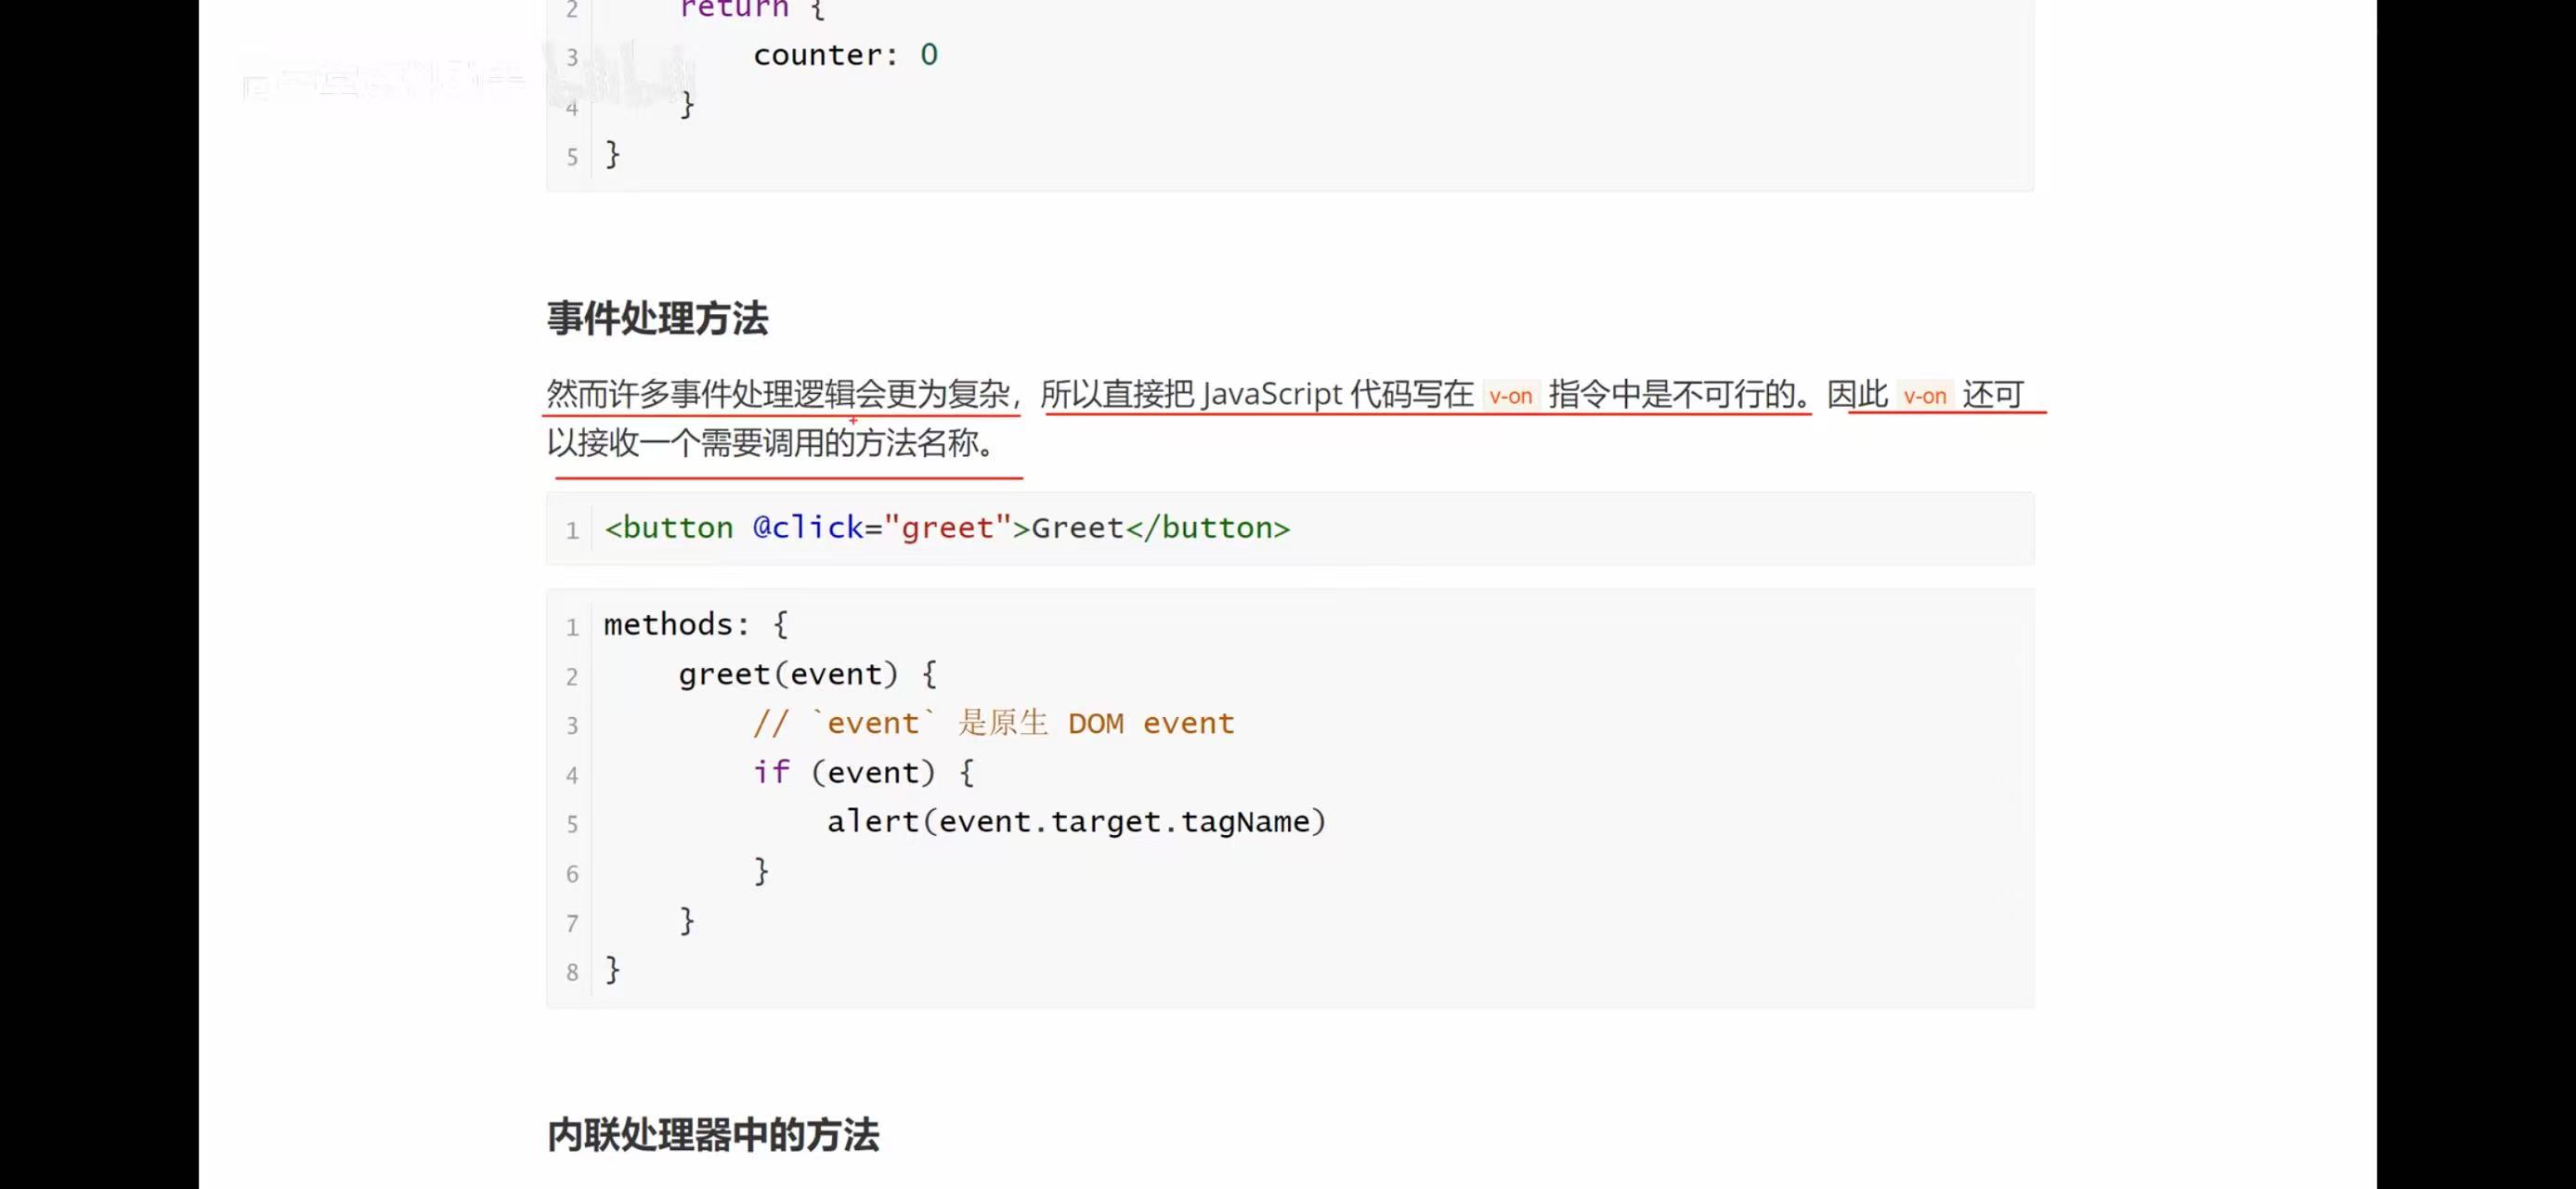 2 return {
3 counter: 0
4 }
5 }
事件处理方法
然而许多事件处理逻辑会更为复杂，所以直接把 JavaScript 代码写在 v-on 指令中是不可行的。因此 v-on 还可
以接收一个需要调用的方法名称。
1 <button @click="greet">Greet</button>
1 methods: {
2 greet(event) {
3 // `event` 是原生 DOM event
4 if (event) {
5 alert(event.target.tagName)
6 }
7 }
8 }
内联处理器中的方法